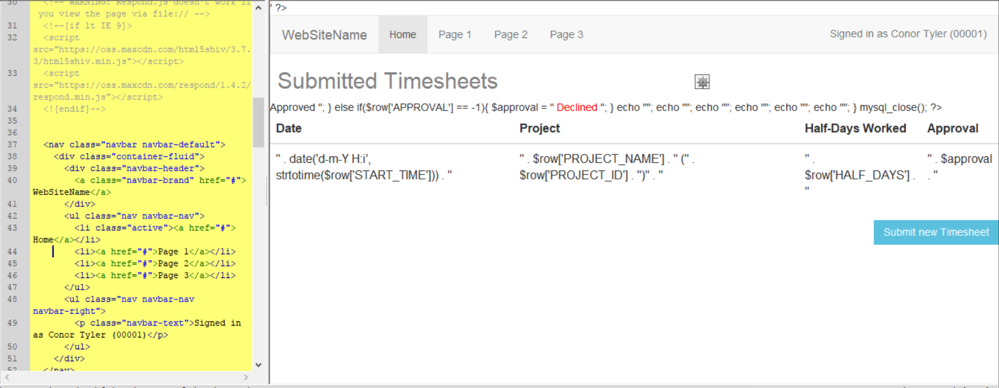 30 <!-- WARNING: Respond.js doesn't work if
you view the page via file:// -->
31 <!--[if lt IE 9]>
32 <script
src="https://oss.maxcdn.com/html5shiv/3.7.
3/html5shiv.min.js"></script>
33 <script
src="https://oss.maxcdn.com/respond/1.4.2/
respond.min.js"></script>
34 <![endif]-->
35
36
37 <nav class="navbar navbar-default">
38 <div class="container-fluid">
39 <div class="navbar-header">
40 <a class="navbar-brand" href="#">
WebSiteName</a>
41 </div>
42 <ul class="nav navbar-nav">
43 <li class="active"><a href="#">
Home</a></li>
44 <li><a href="#">Page 1</a></li>
45 <li><a href="#">Page 2</a></li>
46 <li><a href="#">Page 3</a></li>
47 </ul>
48 <ul class="nav navbar-nav
navbar-right">
49 <p class="navbar-text">Signed in
as Conor Tyler (00001)</p>
50 </ul>
51 </div>
52 </nav>
' ?>
WebSiteName Home Page 1 Page 2 Page 3 Signed in as Conor Tyler (00001)
Submitted Timesheets
Approved "; } else if($row['APPROVAL'] == -1){ $approval = " Declined "; } echo ""; echo ""; echo ""; echo ""; echo ""; echo ""; } mysql_close(); ?>
Date Project Half-Days Worked Approval
" . date('d-m-Y H:i', " . $row['PROJECT_NAME'] . " (" . " . " . $approval
strtotime($row['START_TIME'])) . " $row['PROJECT_ID'] . ")" . " $row['HALF_DAYS'] . . "
"
Submit new Timesheet